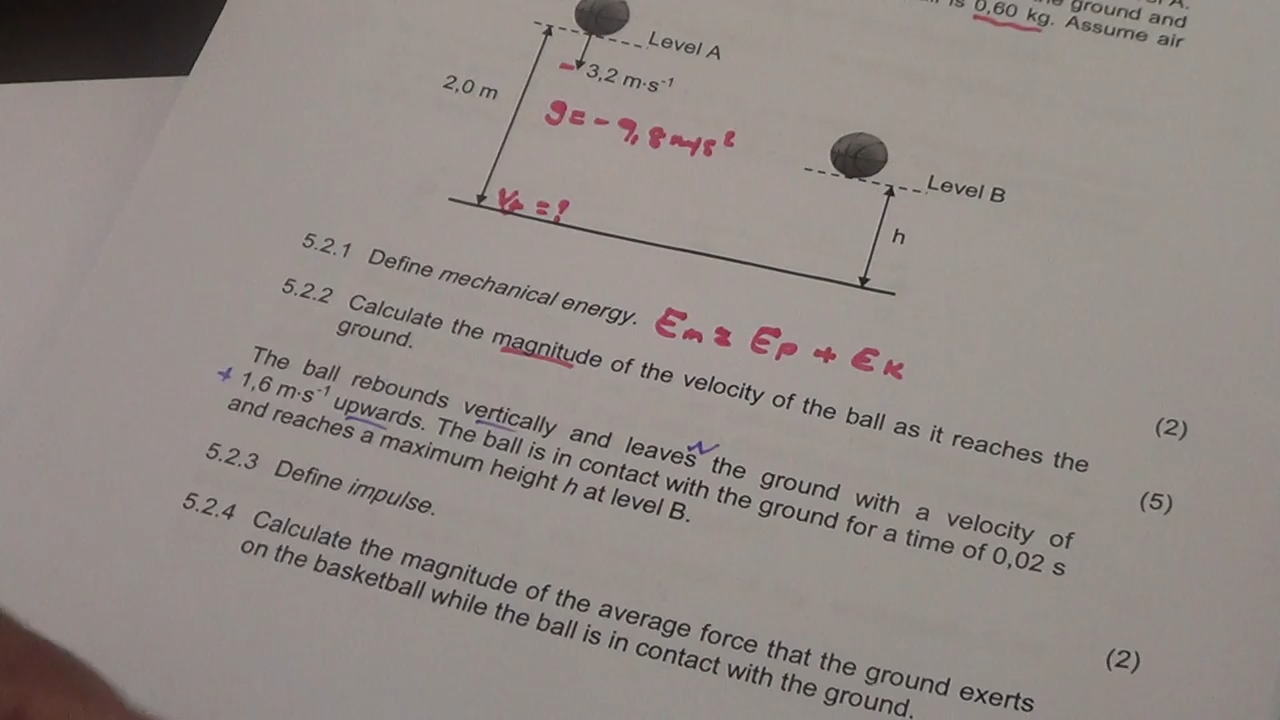 ground and
0,60 kg. Assume air
Level A
3,2 m·s⁻¹
2,0 m
g = - 9,8 m/s²
Level B
h
Vf = ?
5.2.1 Define mechanical energy.
Em = Ep + Ek
(2)
5.2.2 Calculate the magnitude of the velocity of the ball as it reaches the
ground.
(5)
The ball rebounds vertically and leaves the ground with a velocity of
+ 1,6 m·s⁻¹ upwards. The ball is in contact with the ground for a time of 0,02 s
and reaches a maximum height h at level B.
5.2.3 Define impulse.
(2)
5.2.4 Calculate the magnitude of the average force that the ground exerts
on the basketball while the ball is in contact with the ground.